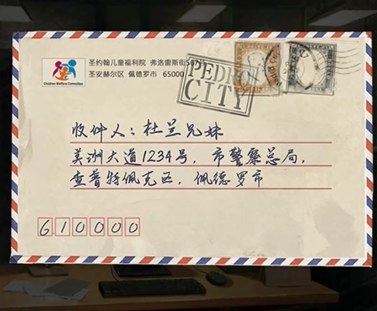 圣约翰儿童福利院 弗洛雷斯街
圣安赫尔区 佩德罗市 65000
Children Welfare Committee
PEDRO
CITY
收件人：杜兰兄妹
美洲大道1234号，市警察总局，
查普特佩克区，佩德罗市
G10000